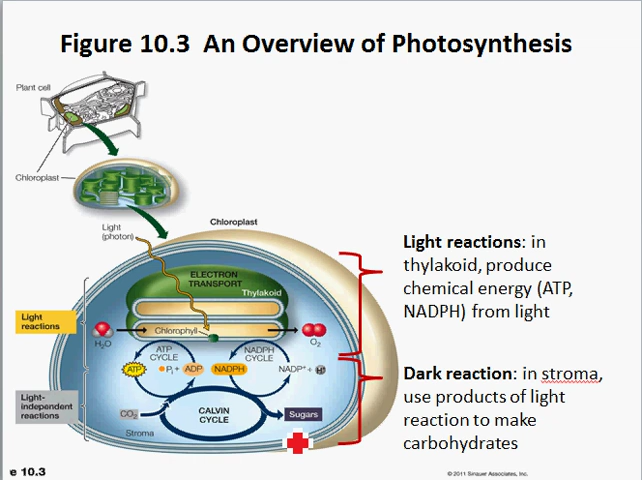 Figure 10.3 An Overview of Photosynthesis
Plant cell
Chloroplast
Light
(photon)
Chloroplast
ELECTRON
TRANSPORT
Thylakoid
Light
reactions
H₂O
Chlorophyll
O₂
ATP
CYCLE
NADPH
CYCLE
ATP
Pᵢ +
ADP
NADPH
NADP⁺ +
H⁺
Light-
independent
reactions
CO₂
CALVIN
CYCLE
Sugars
Stroma
Light reactions: in
thylakoid, produce
chemical energy (ATP,
NADPH) from light
Dark reaction: in stroma,
use products of light
reaction to make
carbohydrates
e 10.3
© 2011 Sinauer Associates, Inc.